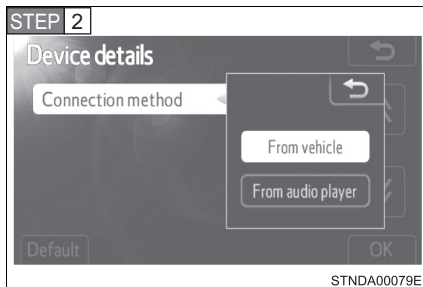 STEP 2
Device details
Connection method
From vehicle
From audio player
Default
OK
STNDA00079E